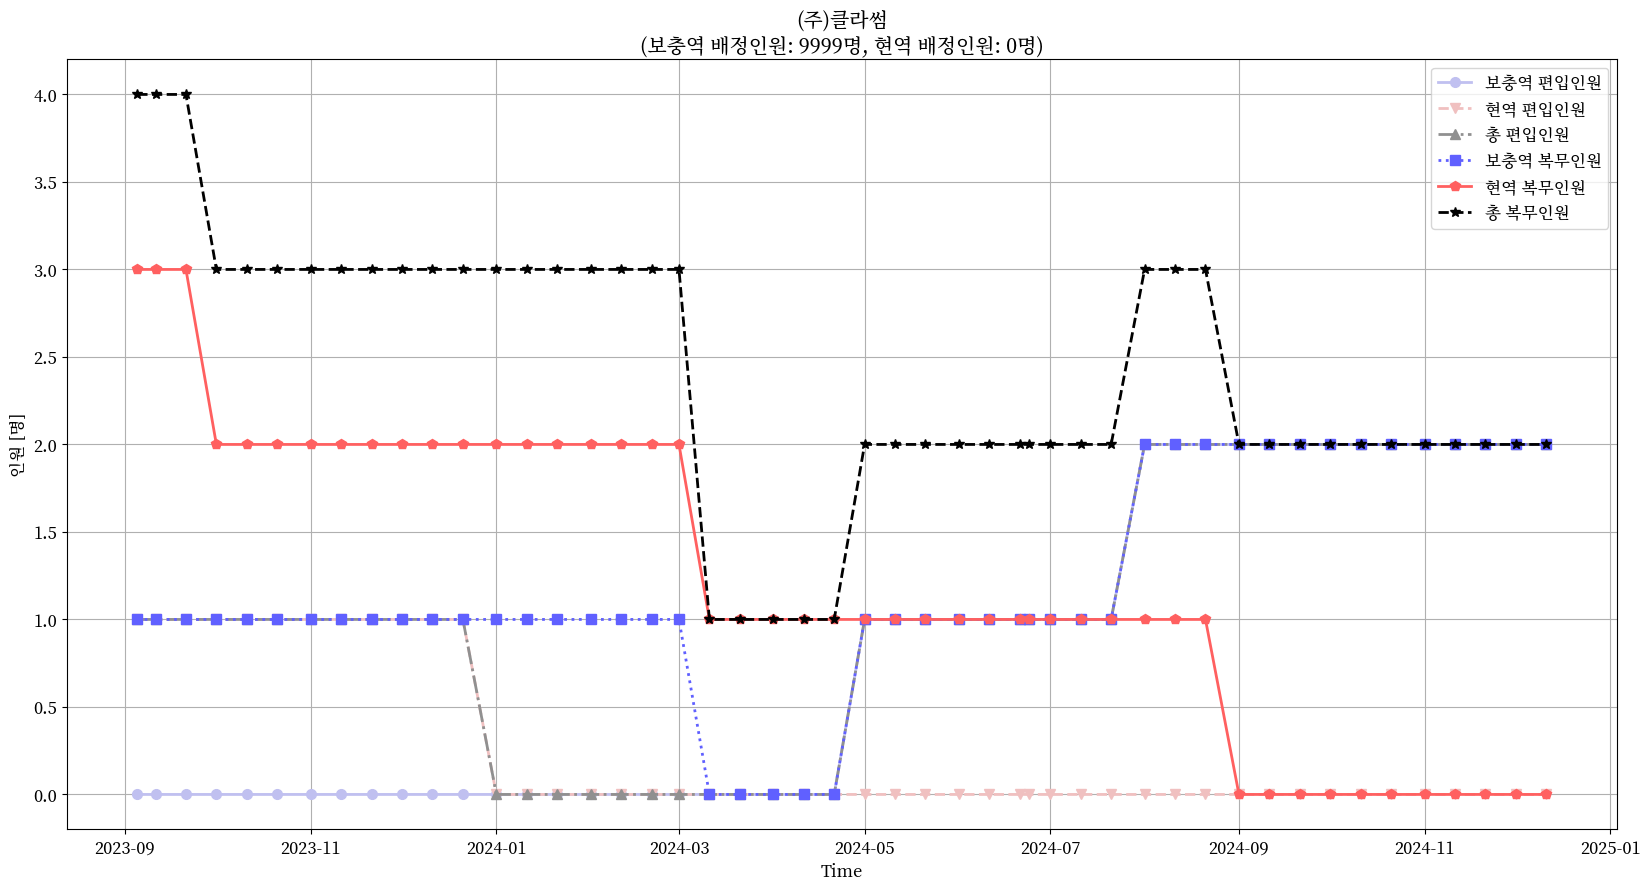 (주)클라썸
(보충역 배정인원: 9999명, 현역 배정인원: 0명)
보충역 편입인원
현역 편입인원
총 편입인원
보충역 복무인원
현역 복무인원
총 복무인원
4.0
3.5
3.0
2.5
2.0
1.5
1.0
0.5
0.0
인원 [명]
2023-09 2023-11 2024-01 2024-03 2024-05 2024-07 2024-09 2024-11 2025-01
Time